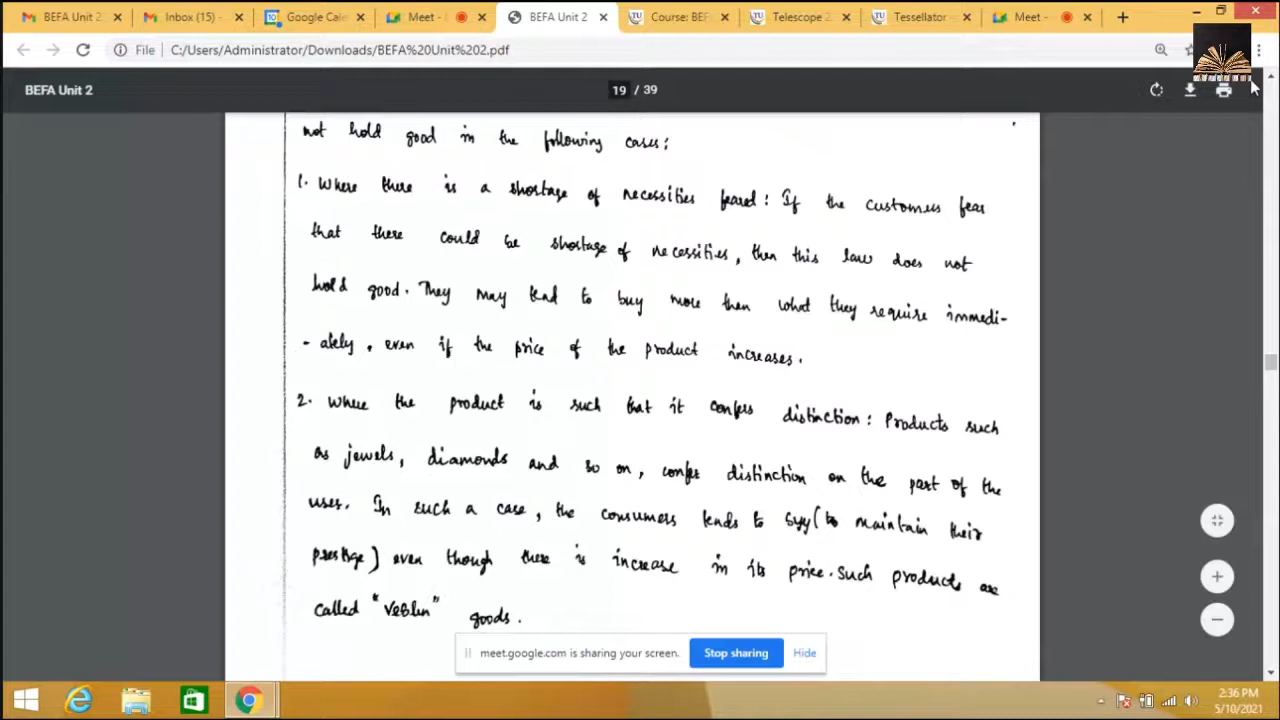 BEFA Unit 2
Inbox (15) -
Google Cale
Meet -
BEFA Unit 2
Course: BEF
Telescope 2
Tessellator
Meet -
File C:/Users/Administrator/Downloads/BEFA%20Unit%202.pdf
BEFA Unit 2 19 / 39
not hold good in the following cases:
1. Where there is a shortage of necessities feared: If the customers fear
that there could be shortage of necessities, then this law does not
hold good. They may tend to buy more than what they require immedi-
- ately, even if the price of the product increases.
2. Where the product is such that it confers distinction: Products such
as jewels, diamonds and so on, confer distinction on the part of the
user. In such a case, the consumers tends to (to maintain their
prestige) even though there is increase in its price. Such products are
called "Veblen" goods.
meet.google.com is sharing your screen. Stop sharing Hide
2:36 PM
5/10/2021